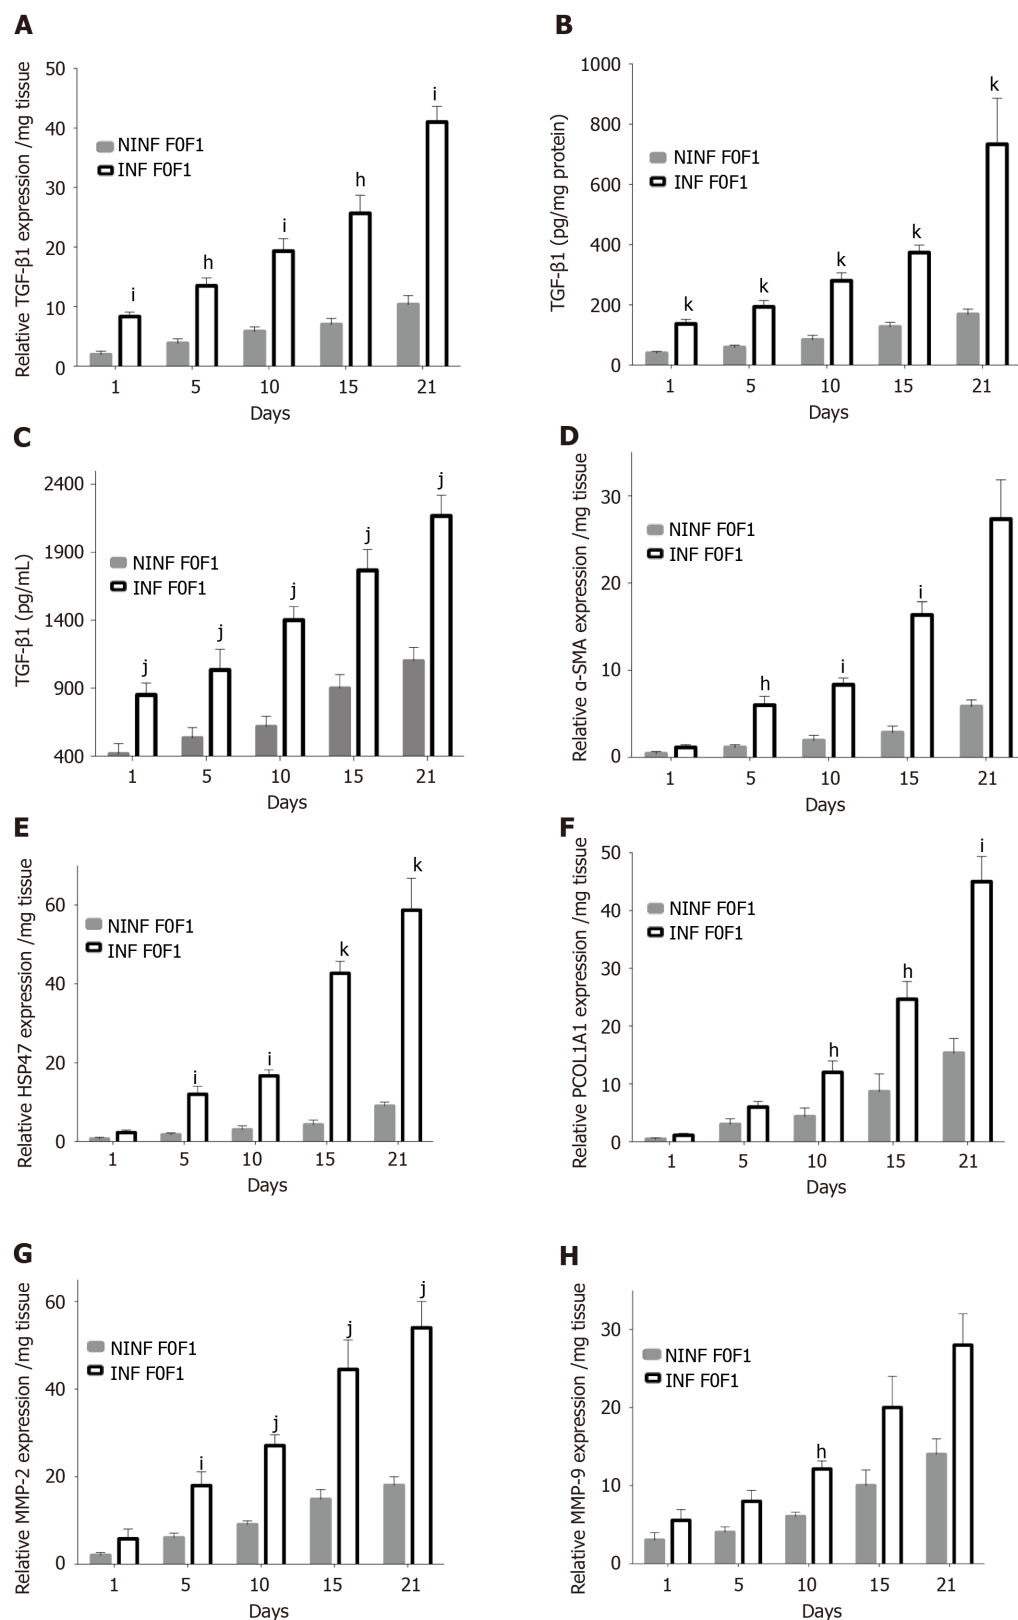 A
Relative TGF-β1 expression /mg tissue
50
40
30
20
10
0
NINF F0F1
INF F0F1
i
h
i
h
i
1 5 10 15 21
Days
B
TGF-β1 (pg/mg protein)
1000
800
600
400
200
0
NINF F0F1
INF F0F1
k
k
k
k
k
1 5 10 15 21
Days
C
TGF-β1 (pg/mL)
2400
1900
1400
900
400
NINF F0F1
INF F0F1
j
j
j
j
j
1 5 10 15 21
Days
D
Relative α-SMA expression /mg tissue
30
20
10
0
NINF F0F1
INF F0F1
h
i
i
1 5 10 15 21
Days
E
Relative HSP47 expression /mg tissue
60
40
20
0
NINF F0F1
INF F0F1
i
i
k
k
1 5 10 15 21
Days
F
Relative PCOL1A1 expression /mg tissue
50
40
30
20
10
0
NINF F0F1
INF F0F1
h
h
i
1 5 10 15 21
Days
G
Relative MMP-2 expression /mg tissue
60
40
20
0
NINF F0F1
INF F0F1
i
j
j
j
1 5 10 15 21
Days
H
Relative MMP-9 expression /mg tissue
30
20
10
0
NINF F0F1
INF F0F1
h
1 5 10 15 21
Days